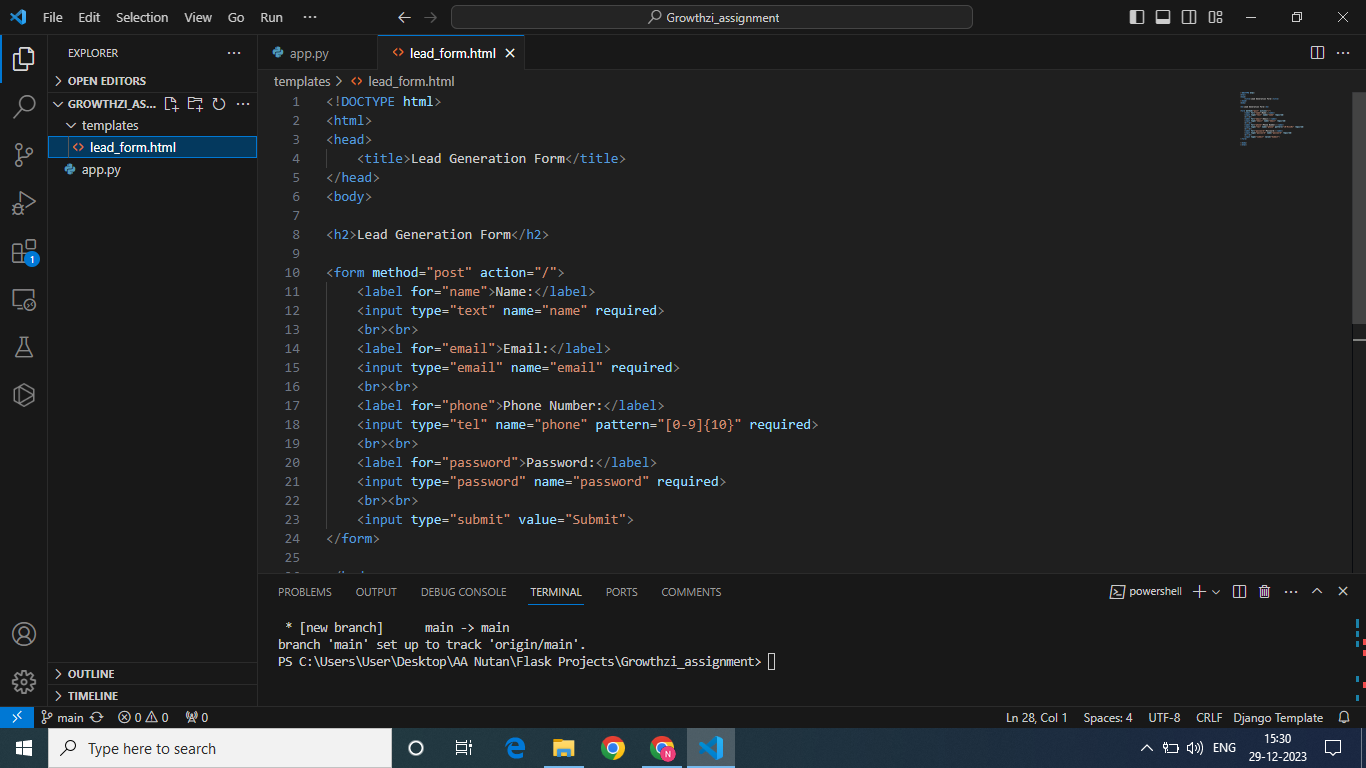 File Edit Selection View Go Run ···
Growthzi_assignment
EXPLORER
OPEN EDITORS
GROWTHZI_AS...
templates
lead_form.html
app.py
1
OUTLINE
TIMELINE
app.py lead_form.html
templates > lead_form.html
1 <!DOCTYPE html>
2 <html>
3 <head>
4 <title>Lead Generation Form</title>
5 </head>
6 <body>
7
8 <h2>Lead Generation Form</h2>
9
10 <form method="post" action="/">
11 <label for="name">Name:</label>
12 <input type="text" name="name" required>
13 <br><br>
14 <label for="email">Email:</label>
15 <input type="email" name="email" required>
16 <br><br>
17 <label for="phone">Phone Number:</label>
18 <input type="tel" name="phone" pattern="[0-9]{10}" required>
19 <br><br>
20 <label for="password">Password:</label>
21 <input type="password" name="password" required>
22 <br><br>
23 <input type="submit" value="Submit">
24 </form>
25
PROBLEMS OUTPUT DEBUG CONSOLE TERMINAL PORTS COMMENTS
powershell
* [new branch] main -> main
branch 'main' set up to track 'origin/main'.
PS C:\Users\User\Desktop\AA Nutan\Flask Projects\Growthzi_assignment>
main 0 0 0
Ln 28, Col 1 Spaces: 4 UTF-8 CRLF Django Template
Type here to search
N
ENG
15:30
29-12-2023